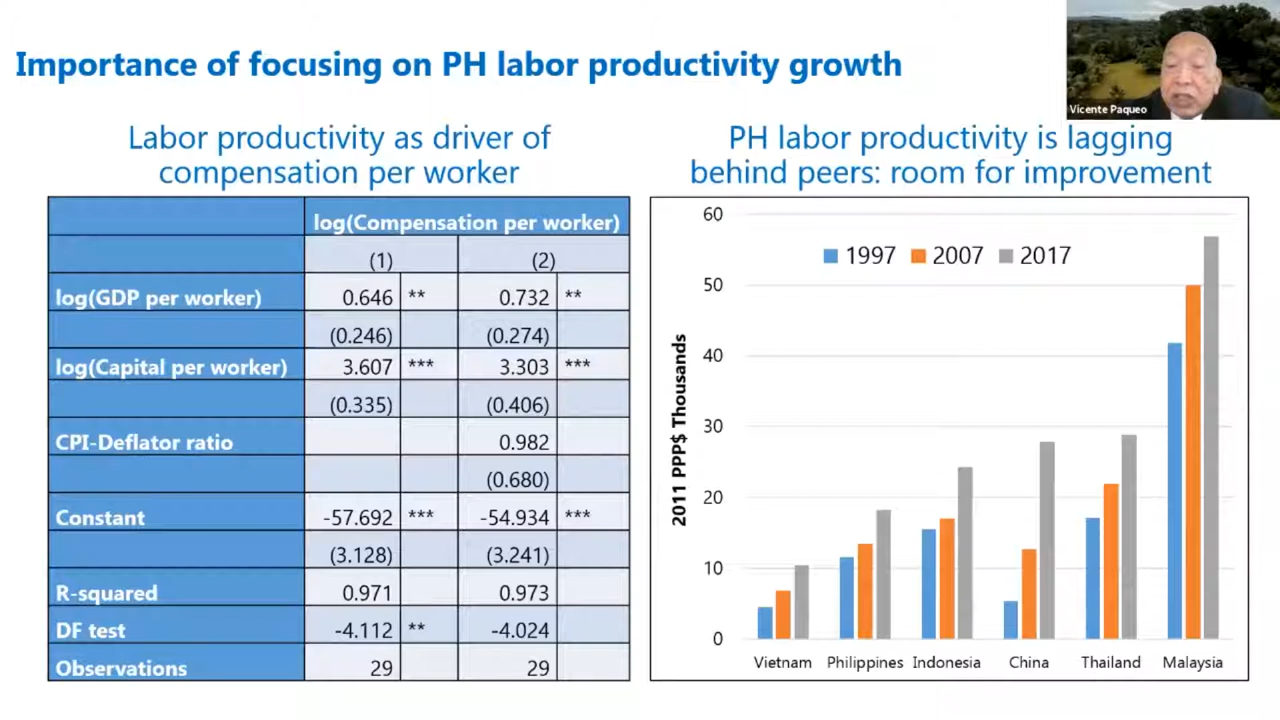 Importance of focusing on PH labor productivity growth
Vicente Paqueo
Labor productivity as driver of
compensation per worker
log(Compensation per worker)
(1) (2)
log(GDP per worker) 0.646 ** 0.732 **
(0.246) (0.274)
log(Capital per worker) 3.607 *** 3.303 ***
(0.335) (0.406)
CPI-Deflator ratio 0.982
(0.680)
Constant -57.692 *** -54.934 ***
(3.128) (3.241)
R-squared 0.971 0.973
DF test -4.112 ** -4.024
Observations 29 29
PH labor productivity is lagging
behind peers: room for improvement
1997 2007 2017
2011 PPP$ Thousands
60
50
40
30
20
10
0
Vietnam Philippines Indonesia China Thailand Malaysia